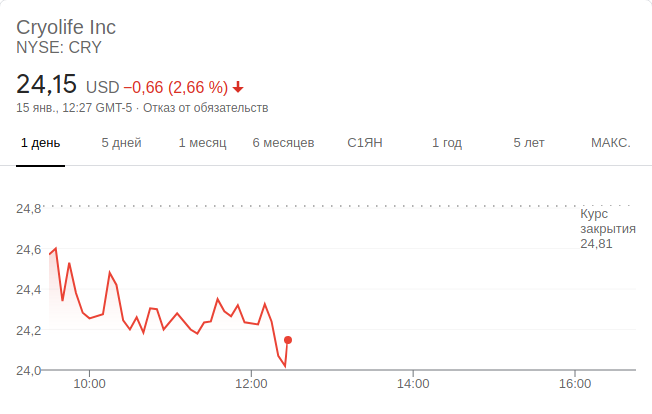 Cryolife Inc
NYSE: CRY
24,15 USD −0,66 (2,66 %)
15 янв., 12:27 GMT-5 · Отказ от обязательств
1 день 5 дней 1 месяц 6 месяцев С1ЯН 1 год 5 лет МАКС.
24,8
Курс
закрытия
24,81
24,6
24,4
24,2
24,0
10:00 12:00 14:00 16:00